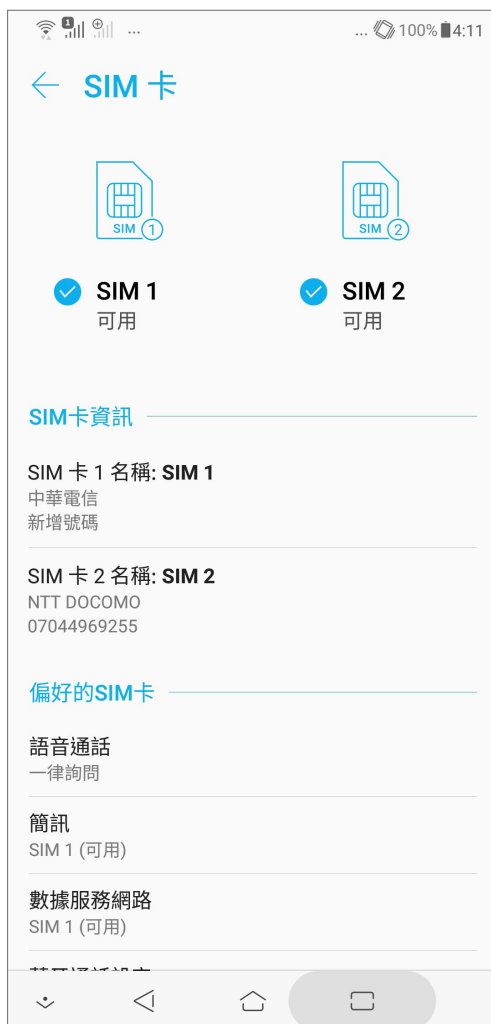 1
... ... 100% 4:11
SIM 卡
SIM 1 SIM 2
SIM 1 SIM 2
可用 可用
SIM卡資訊
SIM 卡 1 名稱: SIM 1
中華電信
新增號碼
SIM 卡 2 名稱: SIM 2
NTT DOCOMO
07044969255
偏好的SIM卡
語音通話
一律詢問
簡訊
SIM 1 (可用)
數據服務網路
SIM 1 (可用)